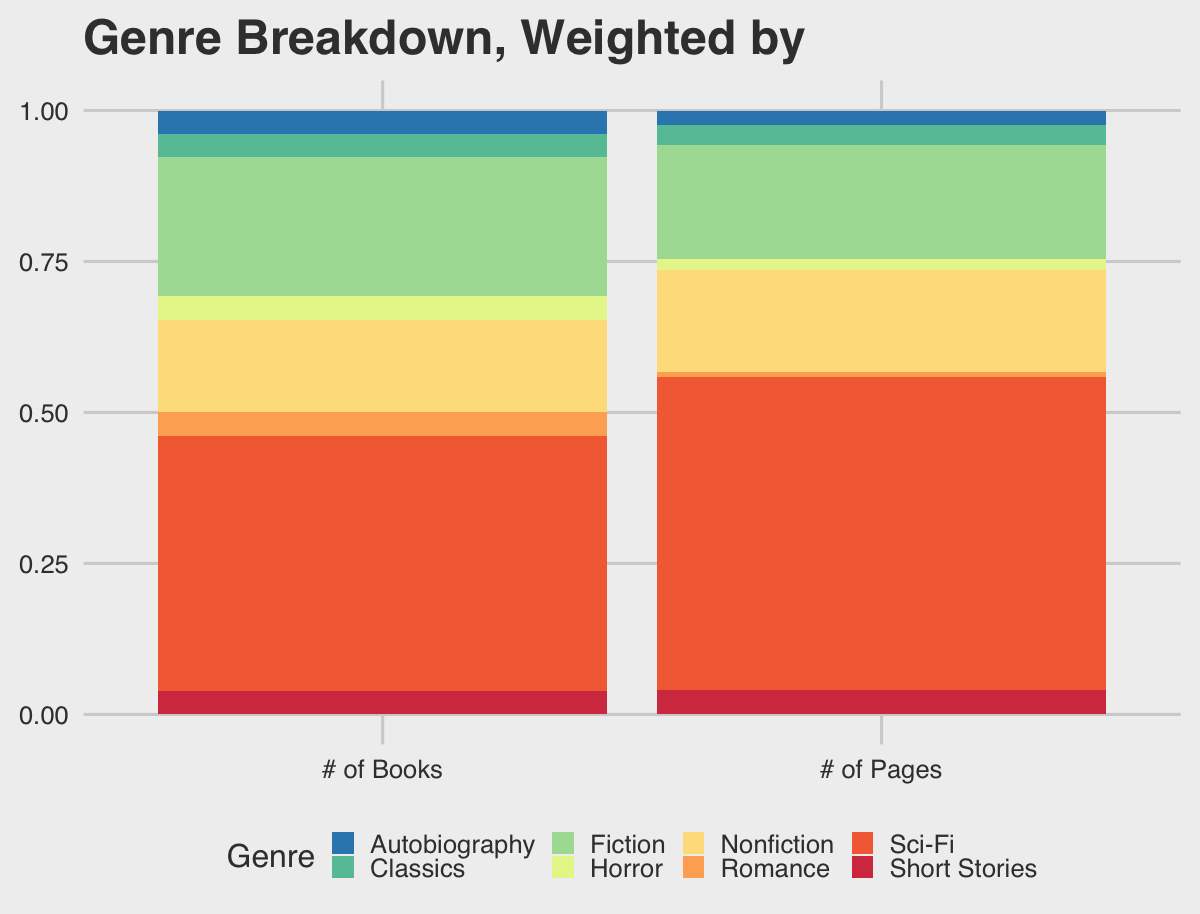 Genre Breakdown, Weighted by
1.00
0.75
0.50
0.25
0.00
# of Books # of Pages
Genre
Autobiography Fiction Nonfiction Sci-Fi
Classics Horror Romance Short Stories